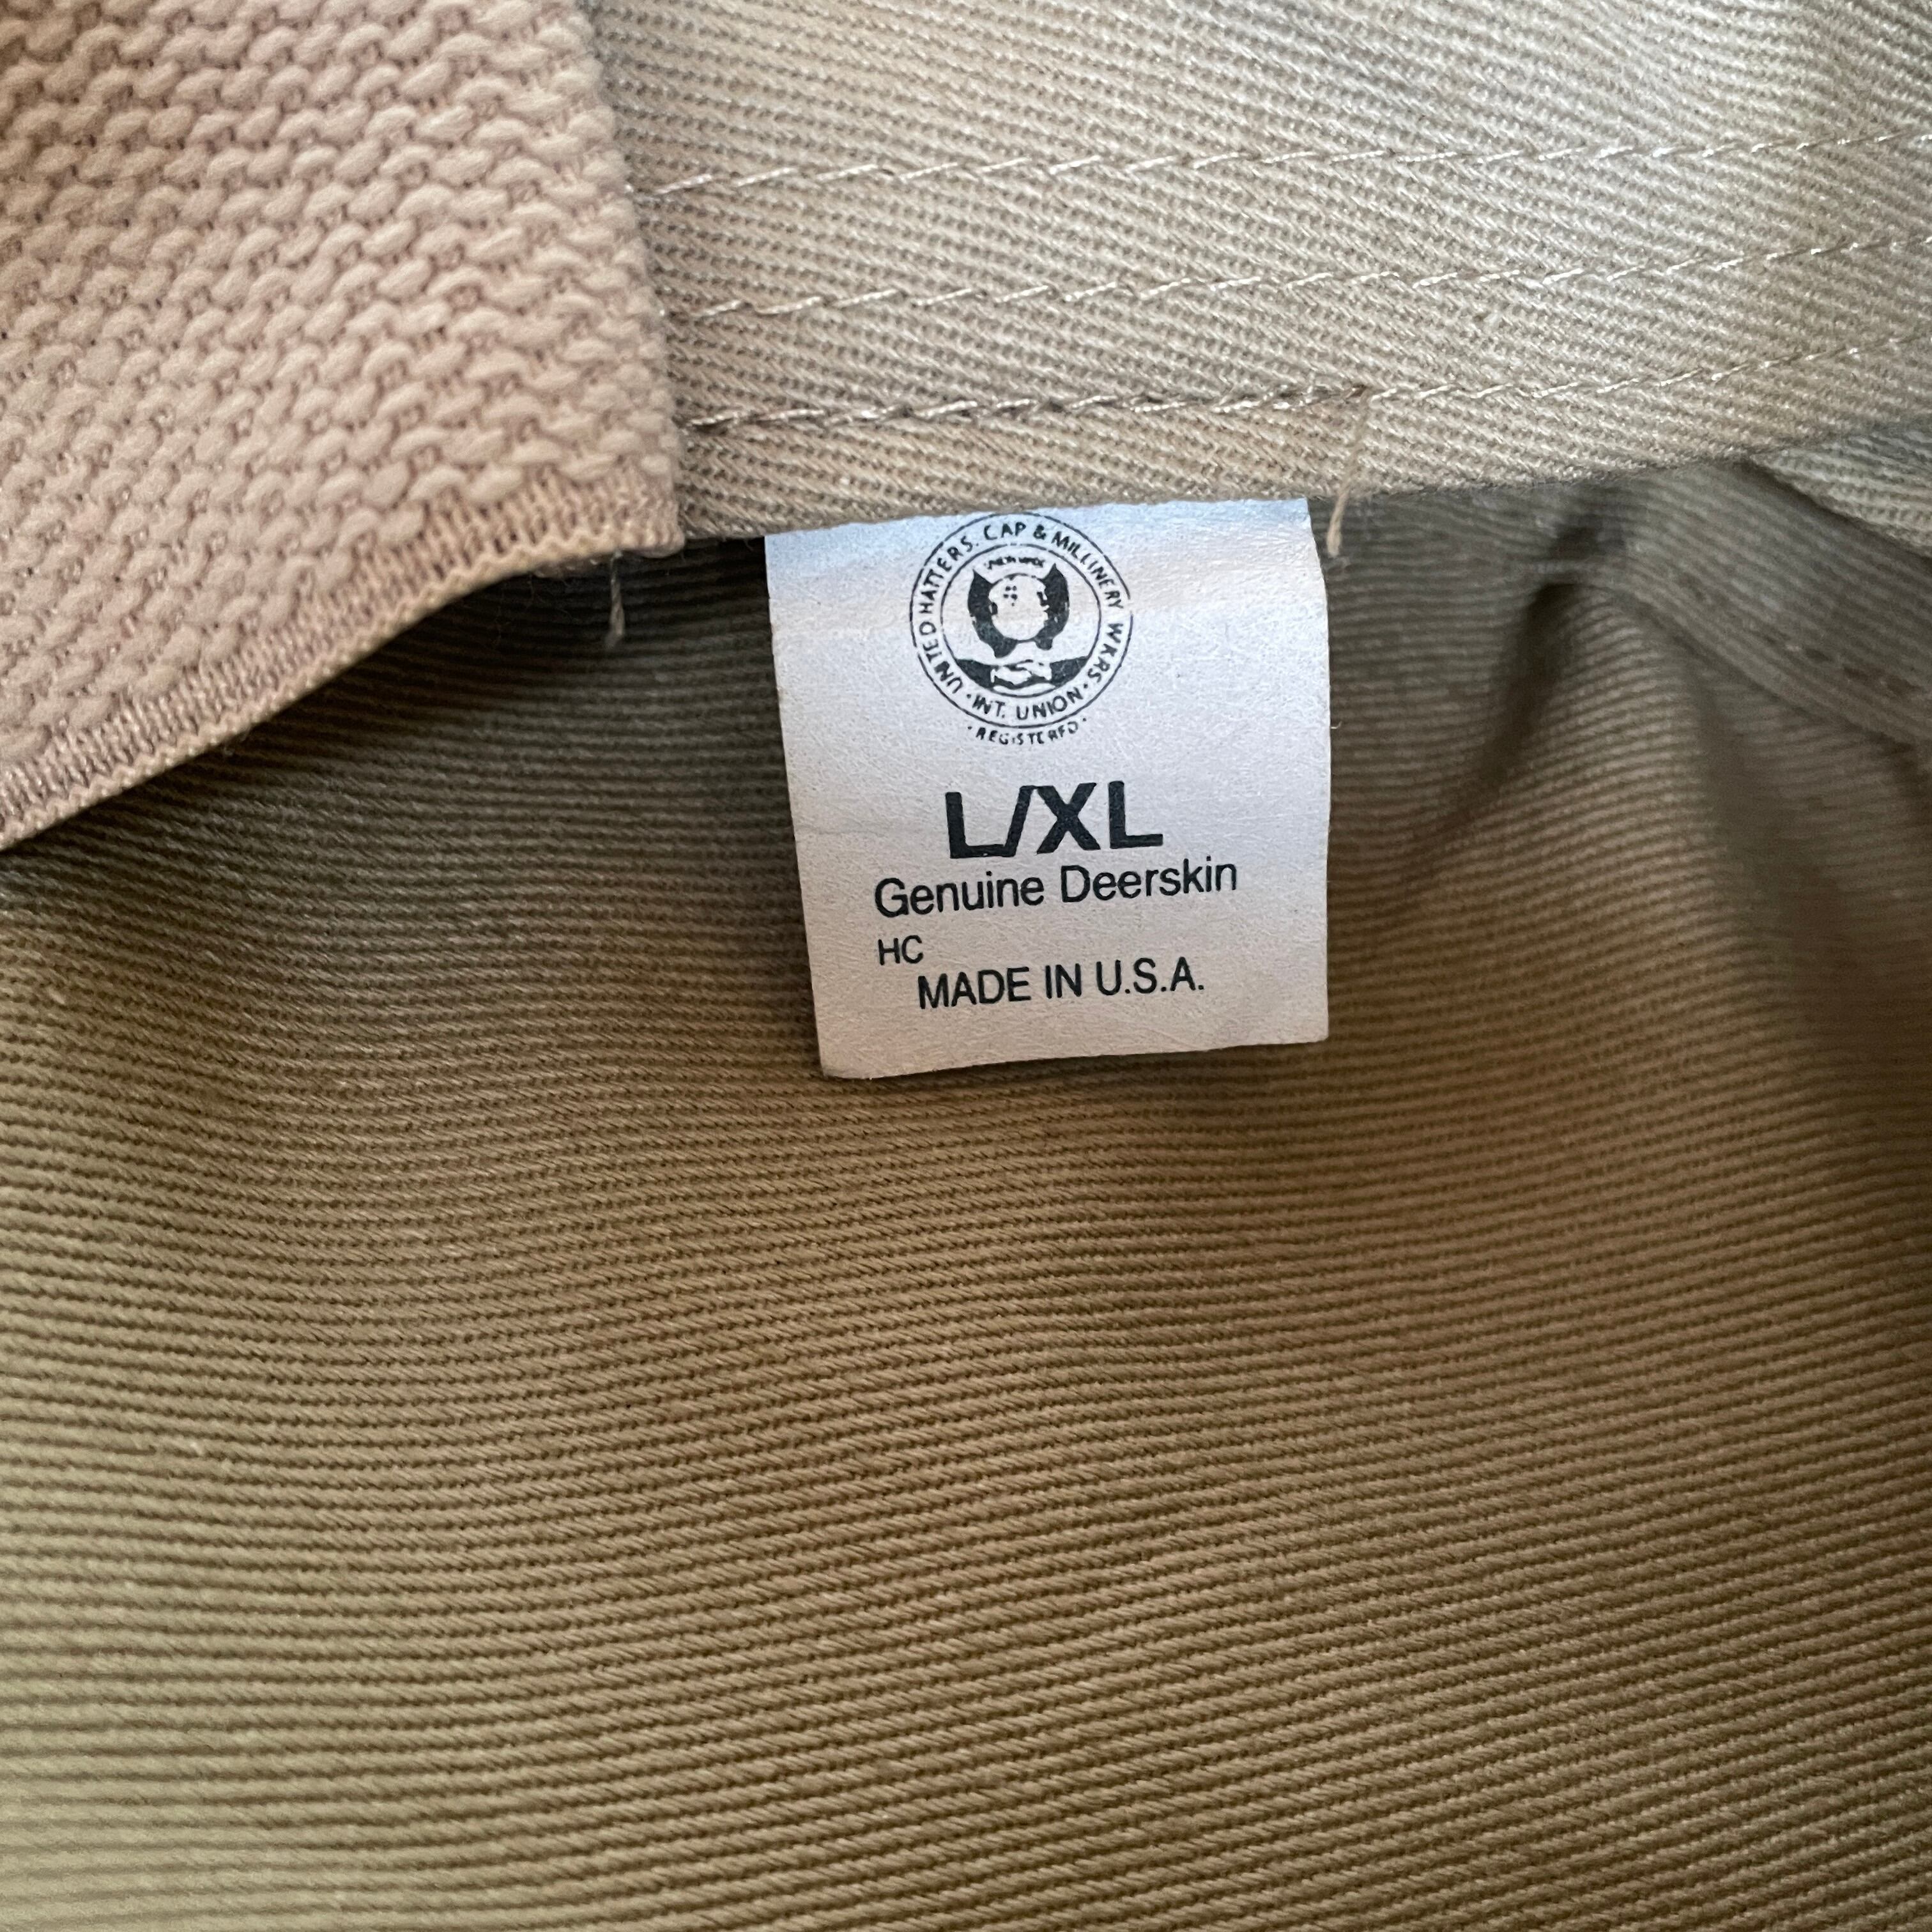 UNITED HATTERS. CAP & MILLINERY WKRS.
· INT. UNION ·
· REGISTERED ·
L/XL
Genuine Deerskin
HC
MADE IN U.S.A.